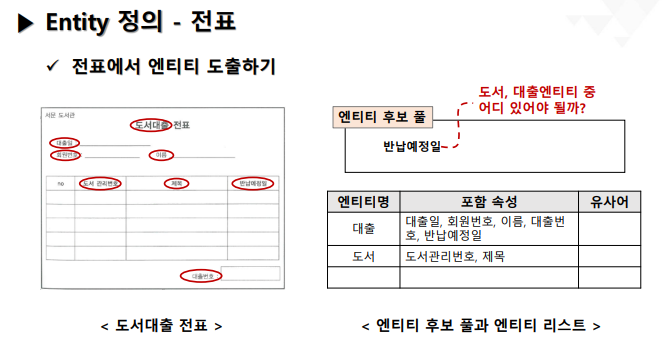 ▶ Entity 정의 - 전표
✓ 전표에서 엔티티 도출하기
서문 도서관
도서대출 전표
대출일
회원번호 이름
no 도서 관리번호 제목 반납예정일
대출번호
< 도서대출 전표 >
도서, 대출엔티티 중
어디 있어야 될까?
엔티티 후보 풀
반납예정일
엔티티명 포함 속성 유사어
대출 대출일, 회원번호, 이름, 대출번
호, 반납예정일
도서 도서관리번호, 제목
< 엔티티 후보 풀과 엔티티 리스트 >